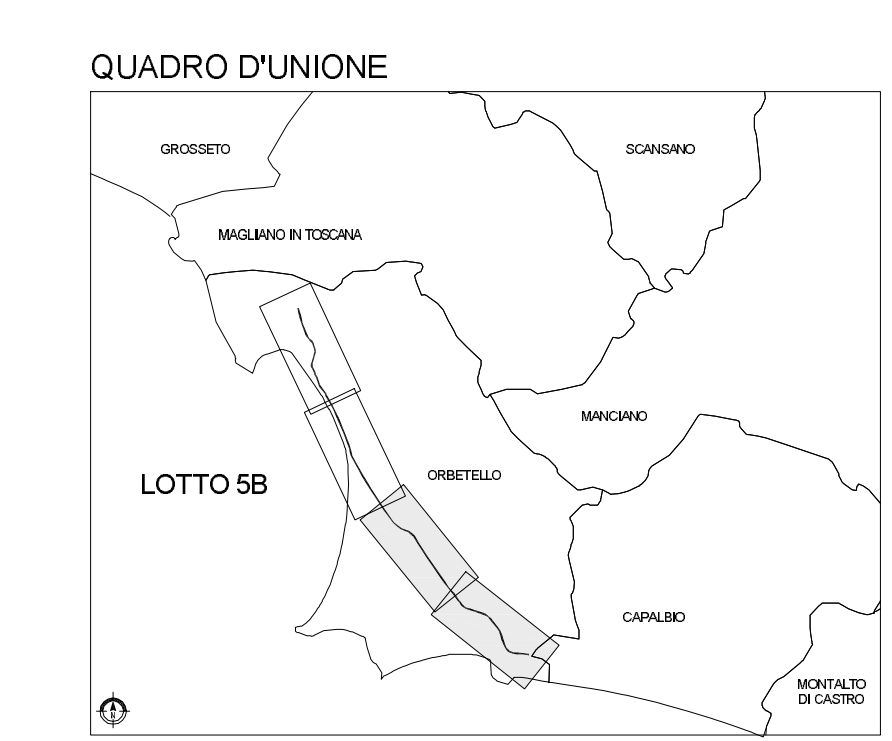 QUADRO D'UNIONE
GROSSETO
SCANSANO
MAGLIANO IN TOSCANA
MANCIANO
ORBETELLO
LOTTO 5B
CAPALBIO
MONTALTO
DI CASTRO
N